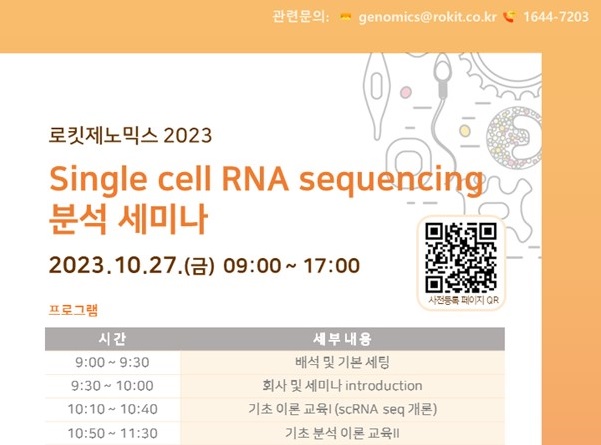 관련문의: genomics@rokit.co.kr 1644-7203
로킷제노믹스 2023
Single cell RNA sequencing
분석 세미나
2023.10.27.(금) 09:00 ~ 17:00
사전등록 페이지 QR
프로그램
시 간 세 부 내 용
9:00 ~ 9:30 배석 및 기본 세팅
9:30 ~ 10:00 회사 및 세미나 introduction
10:10 ~ 10:40 기초 이론 교육I (scRNA seq 개론)
10:50 ~ 11:30 기초 분석 이론 교육II